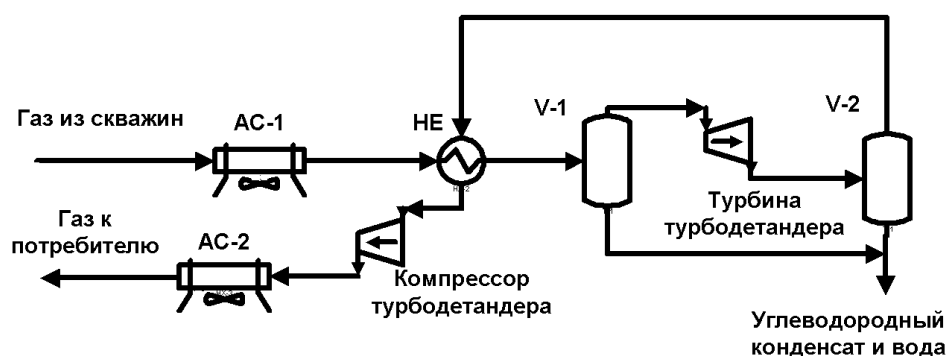 Газ из скважин
АС-1
НЕ
V-1
V-2
Газ к
потребителю
АС-2
Компрессор
турбодетандера
Турбина
турбодетандера
Углеводородный
конденсат и вода